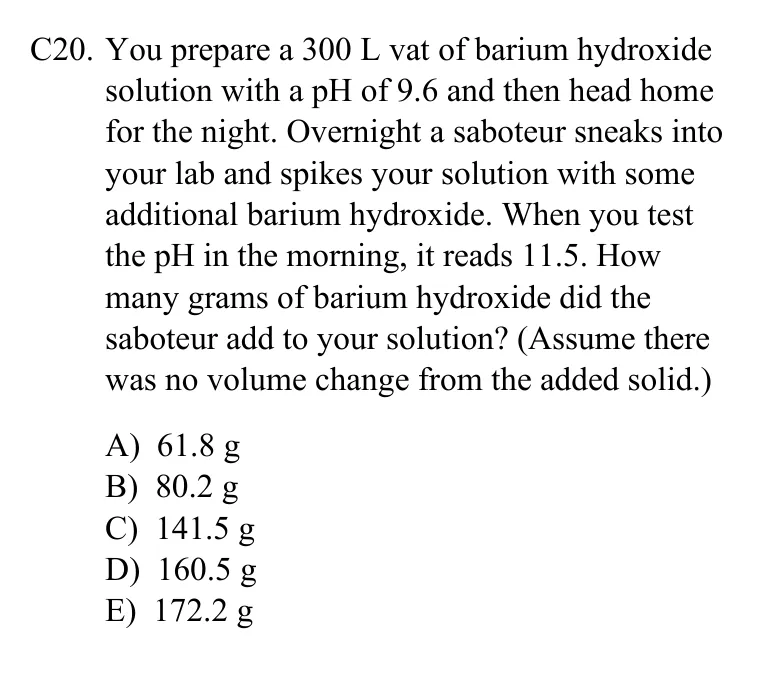 C20. You prepare a 300 L vat of barium hydroxide
solution with a pH of 9.6 and then head home
for the night. Overnight a saboteur sneaks into
your lab and spikes your solution with some
additional barium hydroxide. When you test
the pH in the morning, it reads 11.5. How
many grams of barium hydroxide did the
saboteur add to your solution? (Assume there
was no volume change from the added solid.)
A) 61.8 g
B) 80.2 g
C) 141.5 g
D) 160.5 g
E) 172.2 g